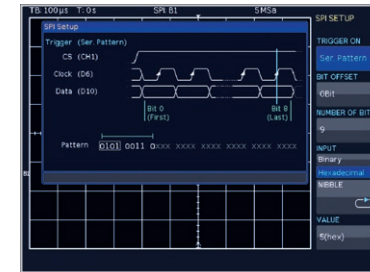 TB:100µs T:0s SPI B1 5MSa
SPI SETUP
SPI Setup
Trigger (Ser. Pattern)
CS (CH1)
Clock (D6)
Data (D10)
Bit 0
(First)
Bit 8
(Last)
Pattern 0101 0011 0XXX XXXX XXXX XXXX XXXX XXXX
B1
TRIGGER ON
Ser. Pattern
BIT OFFSET
0Bit
NUMBER OF BIT
9
INPUT
Binary
Hexadecimal
NIBBLE
VALUE
5(hex)